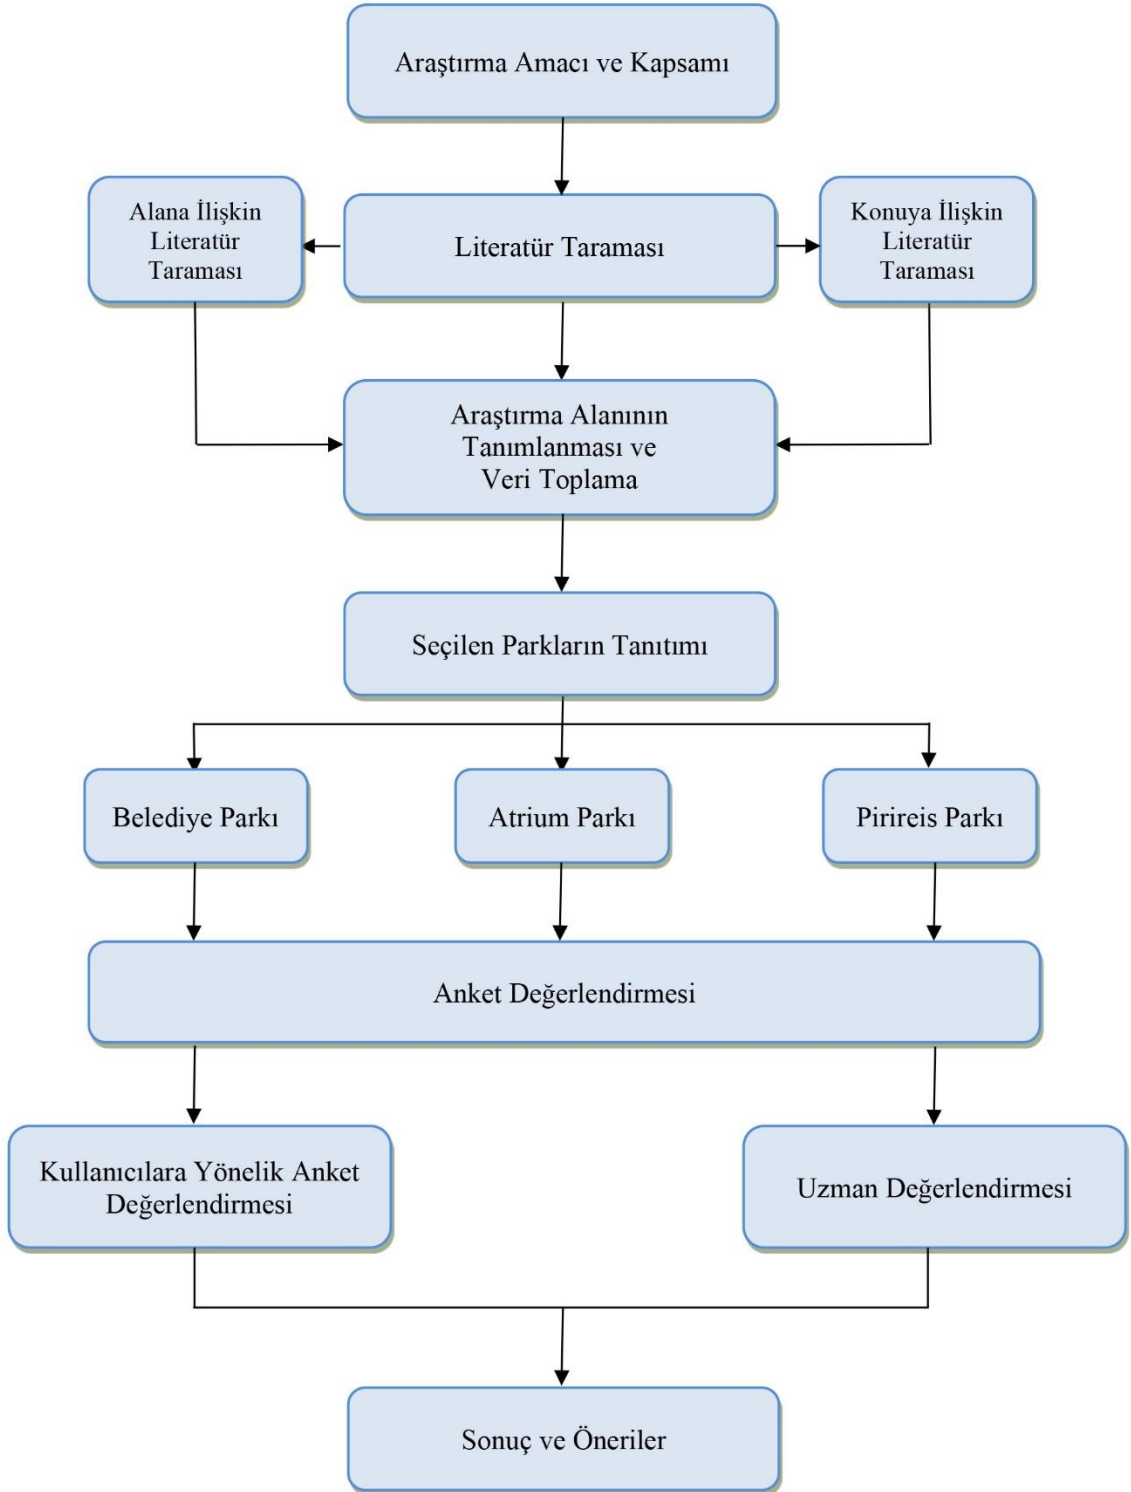 Araştırma Amacı ve Kapsamı
Alana İlişkin
Literatür
Taraması
Literatür Taraması
Konuya İlişkin
Literatür
Taraması
Araştırma Alanının
Tanımlanması ve
Veri Toplama
Seçilen Parkların Tanıtımı
Belediye Parkı
Atrium Parkı
Pirireis Parkı
Anket Değerlendirmesi
Kullanıcılara Yönelik Anket
Değerlendirmesi
Uzman Değerlendirmesi
Sonuç ve Öneriler